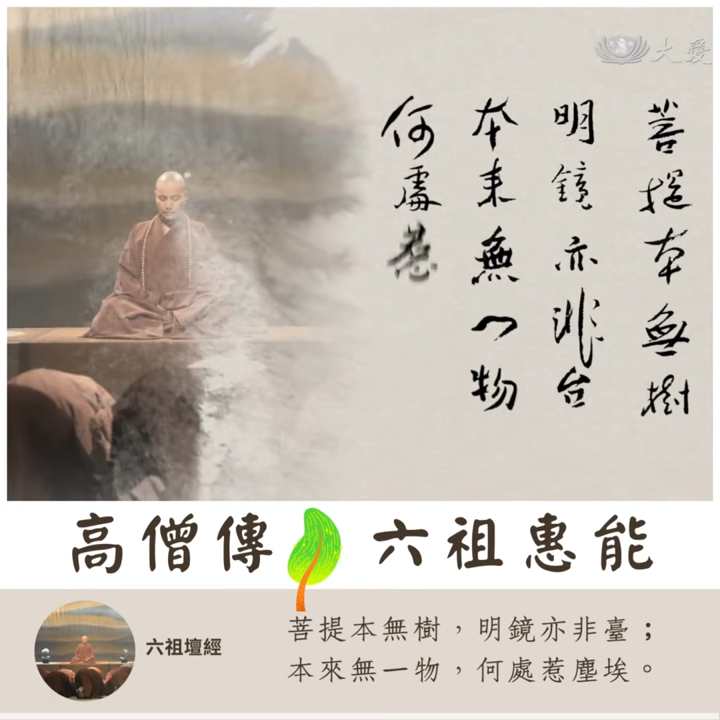 大愛
菩提本無樹
明鏡亦非台
本来無一物
何處惹
高僧傳 六祖惠能
六祖壇經
菩提本無樹，明鏡亦非臺；
本來無一物，何處惹塵埃。